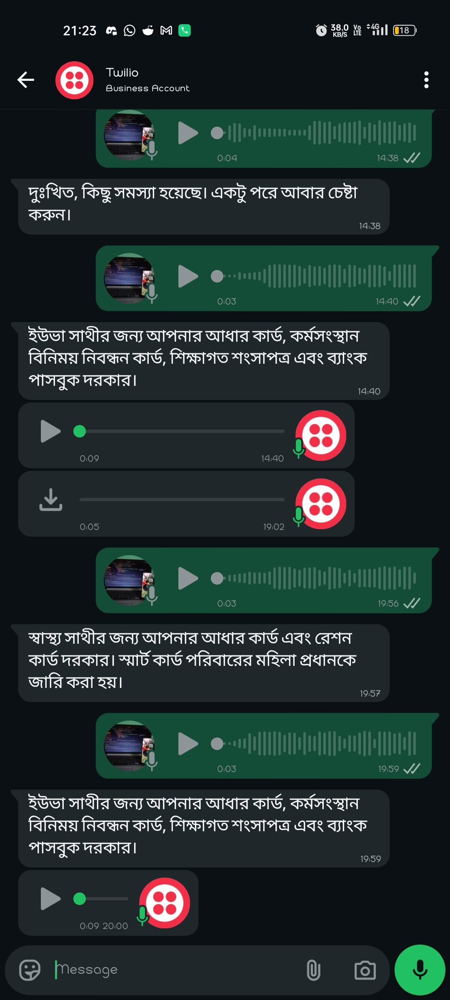 21:23
38.0 KB/S
Vo LTE
4G
18
Twilio
Business Account
0:04
14:38
দুঃখিত, কিছু সমস্যা হয়েছে। একটু পরে আবার চেষ্টা
করুন।
14:38
0:03
14:40
ইউভা সাথীর জন্য আপনার আধার কার্ড, কর্মসংস্থান
বিনিময় নিবন্ধন কার্ড, শিক্ষাগত শংসাপত্র এবং ব্যাংক
পাসবুক দরকার।
14:40
0:09
14:40
0:05
19:02
0:03
19:56
স্বাস্থ্য সাথীর জন্য আপনার আধার কার্ড এবং রেশন
কার্ড দরকার। স্মার্ট কার্ড পরিবারের মহিলা প্রধানকে
জারি করা হয়।
19:57
0:03
19:59
ইউভা সাথীর জন্য আপনার আধার কার্ড, কর্মসংস্থান
বিনিময় নিবন্ধন কার্ড, শিক্ষাগত শংসাপত্র এবং ব্যাংক
পাসবুক দরকার।
19:59
0:09 20:00
Message